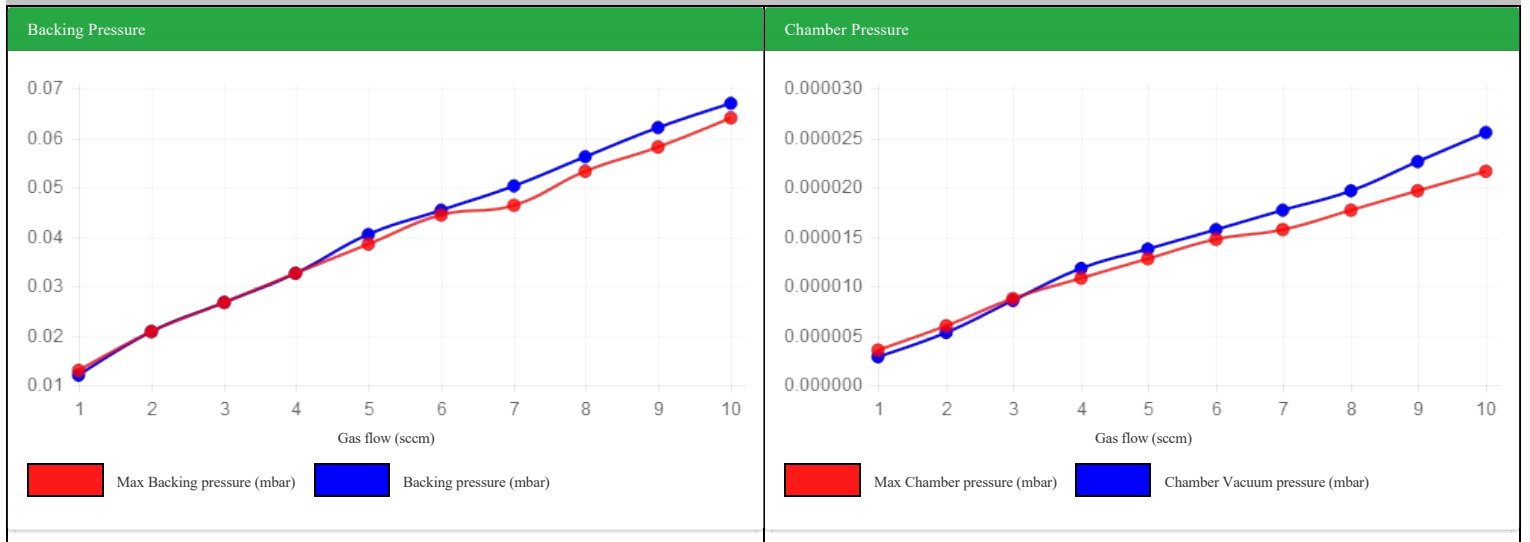 Backing Pressure
0.07
0.06
0.05
0.04
0.03
0.02
0.01
1 2 3 4 5 6 7 8 9 10
Gas flow (sccm)
Max Backing pressure (mbar) Backing pressure (mbar)
Chamber Pressure
0.000030
0.000025
0.000020
0.000015
0.000010
0.000005
0.000000
1 2 3 4 5 6 7 8 9 10
Gas flow (sccm)
Max Chamber pressure (mbar) Chamber Vacuum pressure (mbar)